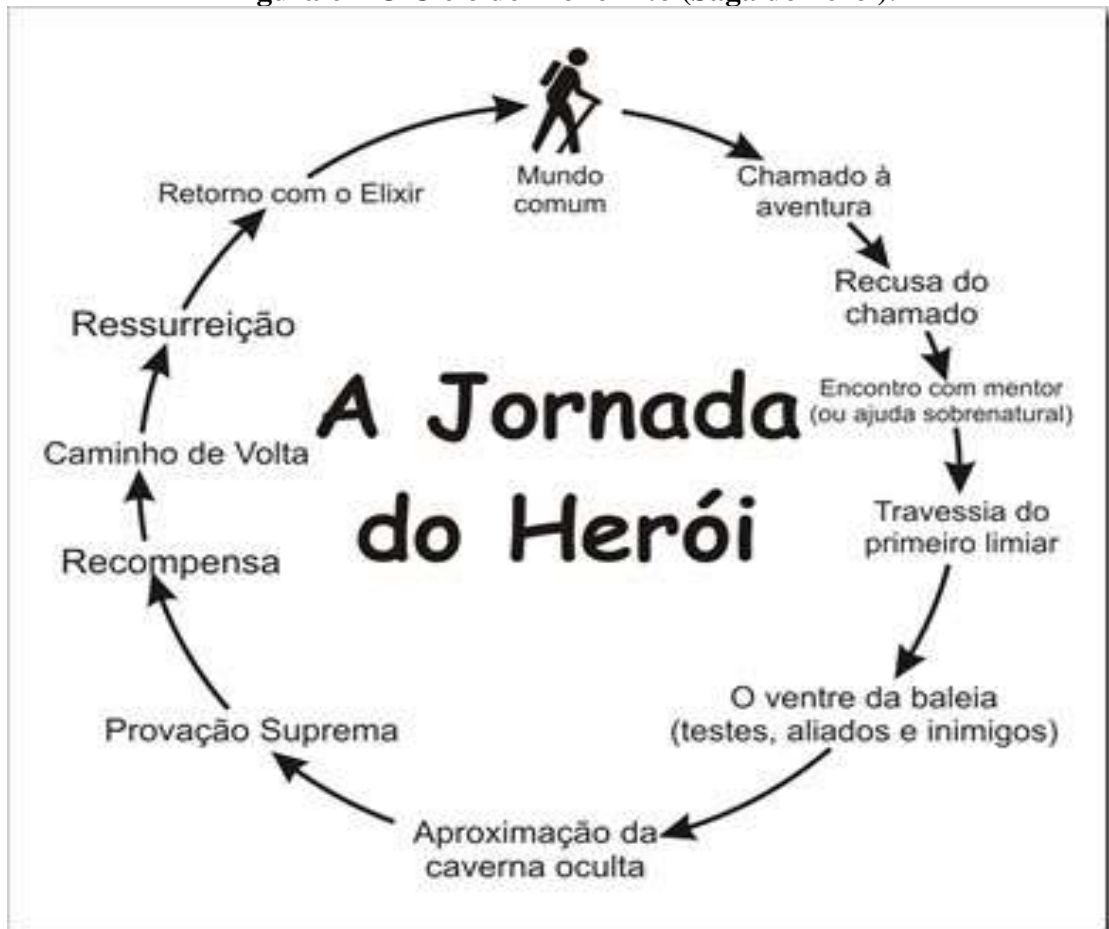 (Saga do
Mundo
comum
Chamado à
aventura
Recusa do
chamado
Encontro com mentor
(ou ajuda sobrenatural)
Travessia do
primeiro limiar
O ventre da baleia
(testes, aliados e inimigos)
Aproximação da
caverna oculta
Provação Suprema
Recompensa
Caminho de Volta
Ressurreição
Retorno com o Elixir
A Jornada
do Herói